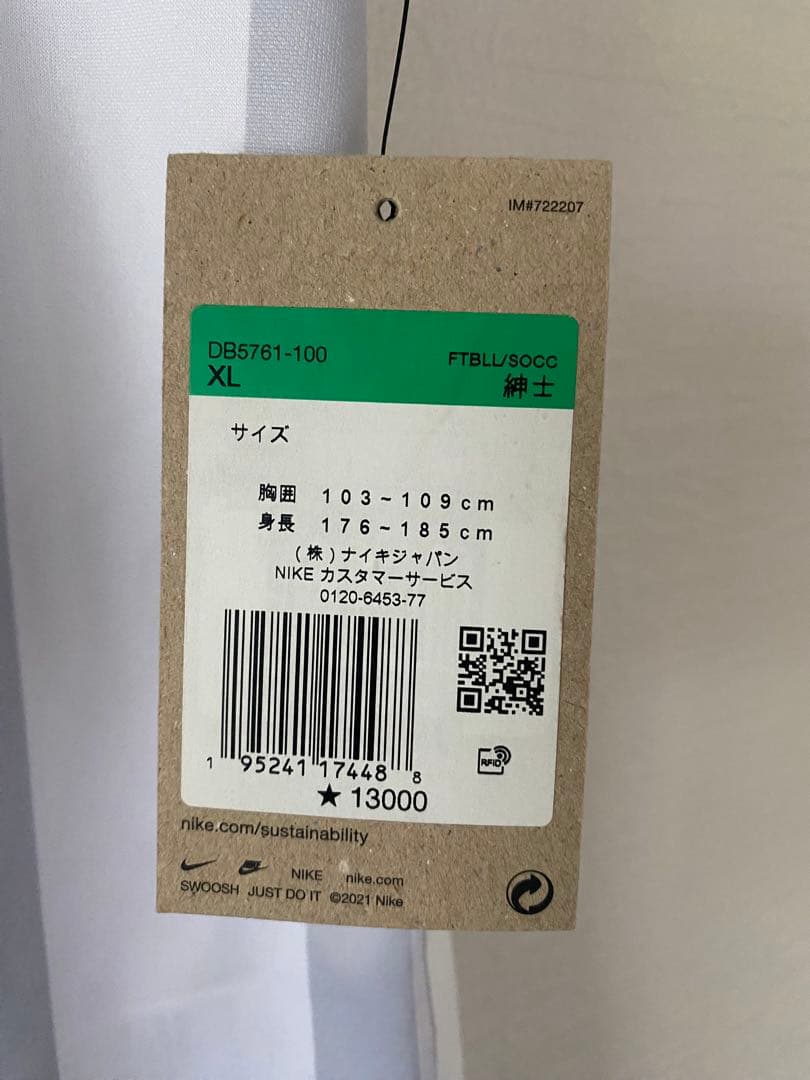 IM#722207
DB5761-100
XL
FTBLL/SOCC
紳士
サイズ
胸囲 103~109cm
身長 176~185cm
(株)ナイキジャパン
NIKE カスタマーサービス
0120-6453-77
1 95241 17448 8
RFID
★ 13000
nike.com/sustainability
NIKE nike.com
SWOOSH JUST DO IT ©2021 Nike